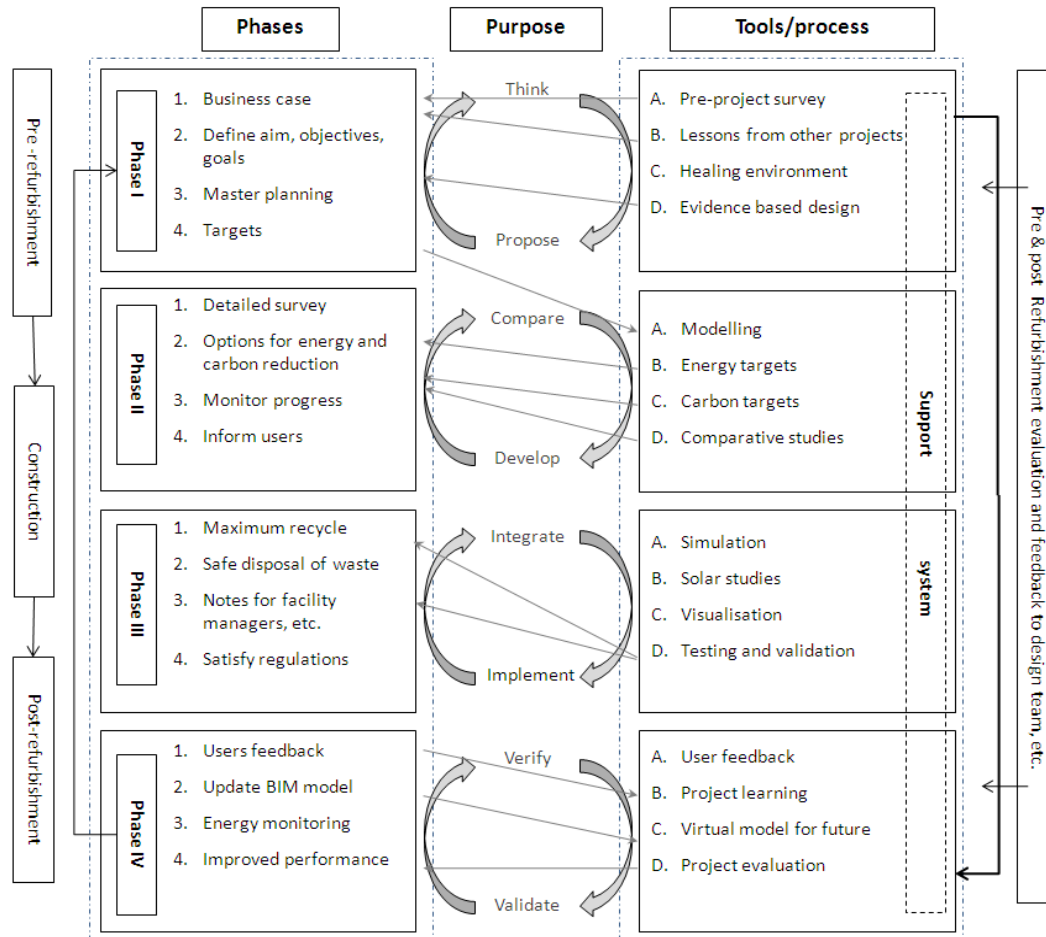 Phases
Purpose
Tools/process
Pre -refurbishment
Construction
Post-refurbishment
Phase I
1. Business case
2. Define aim, objectives,
goals
3. Master planning
4. Targets
Think
Propose
A. Pre-project survey
B. Lessons from other projects
C. Healing environment
D. Evidence based design
Phase II
1. Detailed survey
2. Options for energy and
carbon reduction
3. Monitor progress
4. Inform users
Compare
Develop
A. Modelling
B. Energy targets
C. Carbon targets
D. Comparative studies
Phase III
1. Maximum recycle
2. Safe disposal of waste
3. Notes for facility
managers, etc.
4. Satisfy regulations
Integrate
Implement
A. Simulation
B. Solar studies
C. Visualisation
D. Testing and validation
Phase IV
1. Users feedback
2. Update BIM model
3. Energy monitoring
4. Improved performance
Verify
Validate
A. User feedback
B. Project learning
C. Virtual model for future
D. Project evaluation
Support system
Pre & post Refurbishment evaluation and feedback to design team, etc.